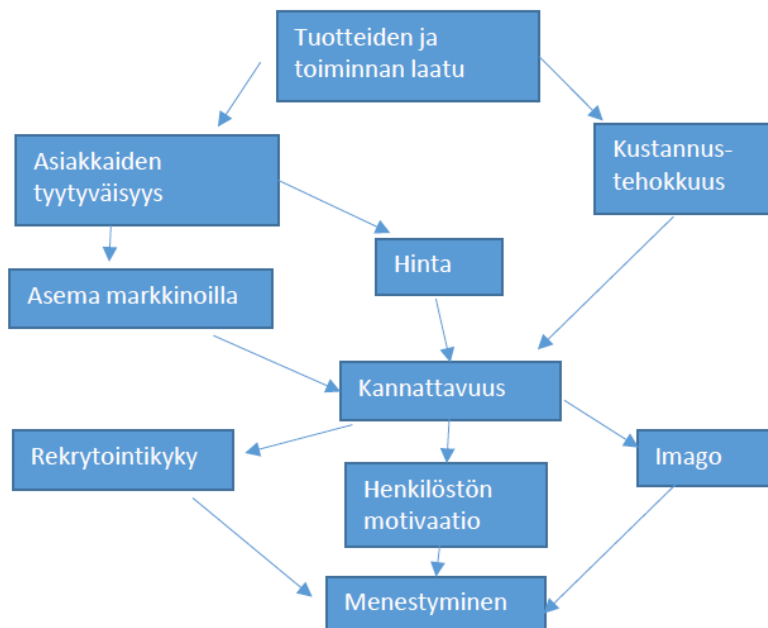 Tuotteiden ja
toiminnan laatu
Asiakkaiden
tyytyväisyys
Kustannus-
tehokkuus
Hinta
Asema markkinoilla
Kannattavuus
Rekrytointikyky
Henkilöstön
motivaatio
Imago
Menestyminen